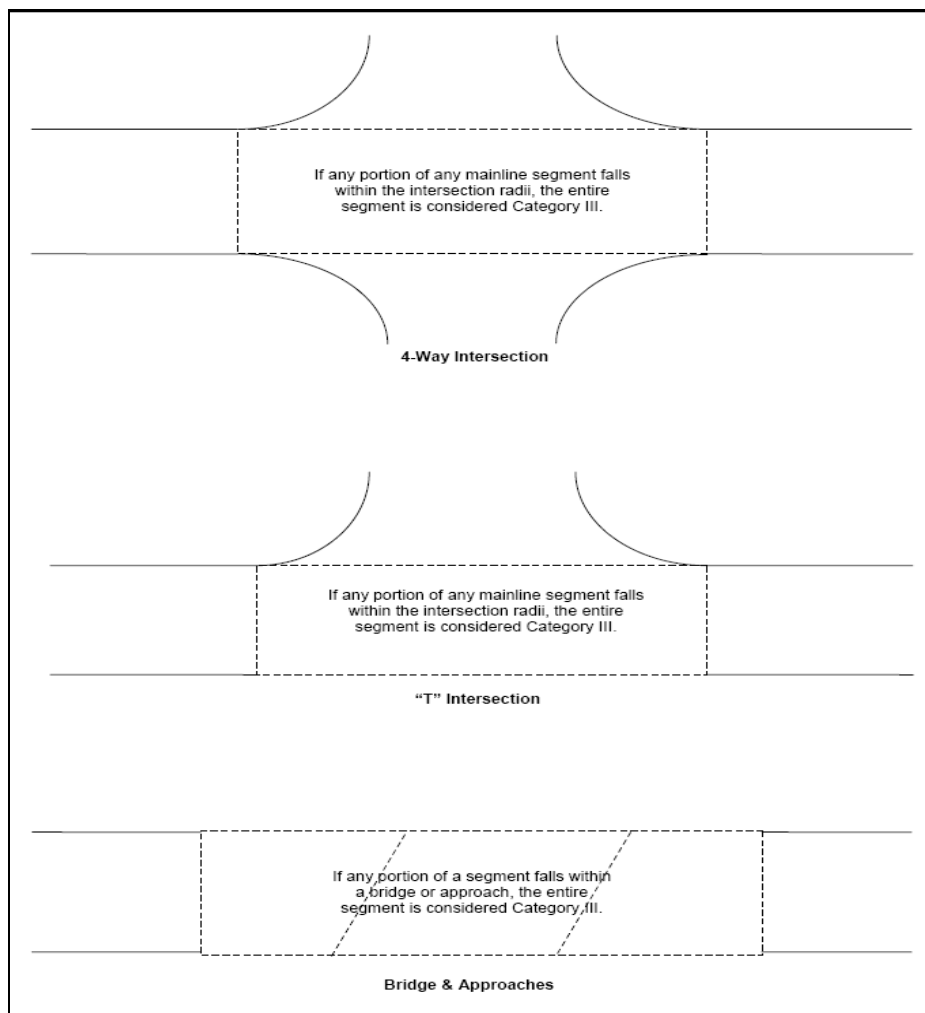 If any portion of any mainline segment falls
within the intersection radii, the entire
segment is considered Category III.
4-Way Intersection
If any portion of any mainline segment falls
within the intersection radii, the entire
segment is considered Category III.
“T” Intersection
If any portion of a segment falls within
a bridge or approach, the entire
segment is considered Category III.
Bridge & Approaches